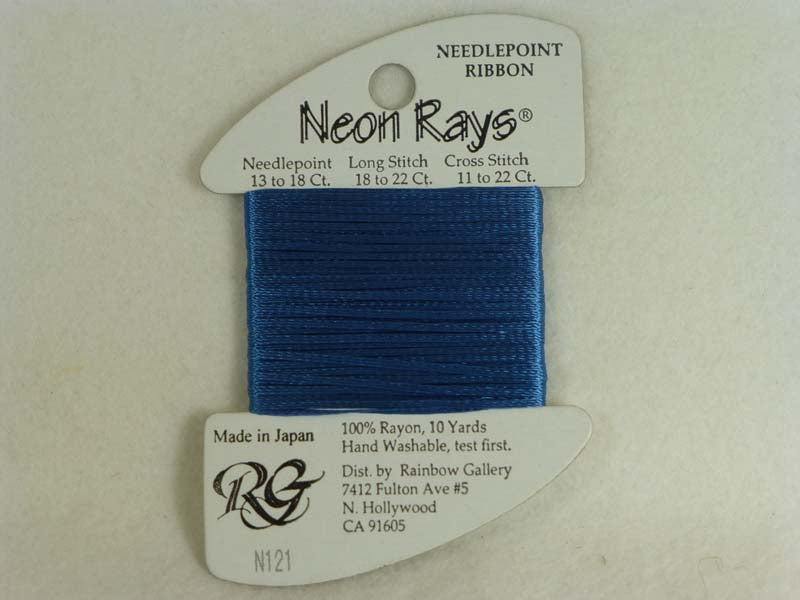 NEEDLEPOINT
RIBBON
Neon Rays®
Needlepoint Long Stitch Cross Stitch
13 to 18 Ct. 18 to 22 Ct. 11 to 22 Ct.
Made in Japan
100% Rayon, 10 Yards
Hand Washable, test first.
RG
Dist. by Rainbow Gallery
7412 Fulton Ave #5
N. Hollywood
CA 91605
N121